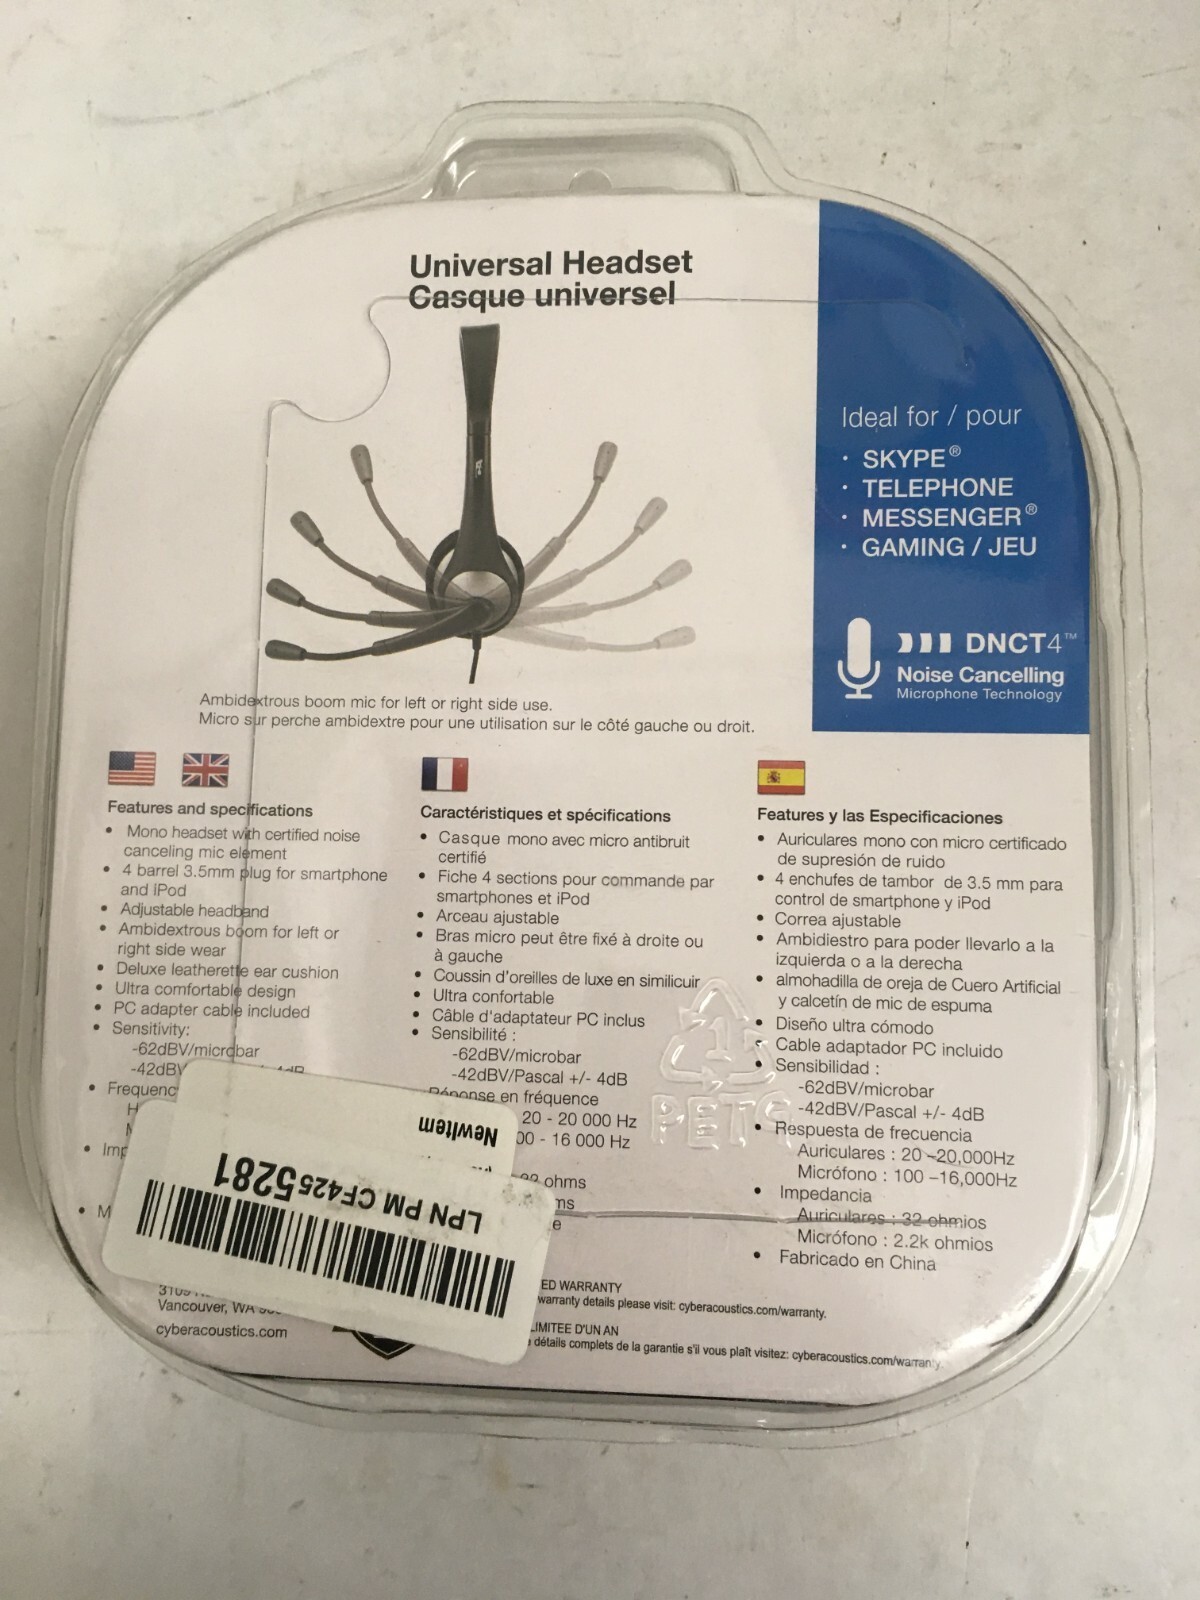 Universal Headset
Casque universel
Ideal for / pour
· SKYPE®
· TELEPHONE
· MESSENGER®
· GAMING / JEU
DNCT4™
Noise Cancelling
Microphone Technology
Ambidextrous boom mic for left or right side use.
Micro sur perche ambidextre pour une utilisation sur le côté gauche ou droit.
Features and specifications
• Mono headset with certified noise
canceling mic element
• 4 barrel 3.5mm plug for smartphone
and iPod
• Adjustable headband
• Ambidextrous boom for left or
right side wear
• Deluxe leatherette ear cushion
• Ultra comfortable design
• PC adapter cable included
• Sensitivity:
-62dBV/microbar
-42dBV
• Frequenc
H
• Imp
• M
Caractéristiques et spécifications
• Casque mono avec micro antibruit
certifié
• Fiche 4 sections pour commande par
smartphones et iPod
• Arceau ajustable
• Bras micro peut être fixé à droite ou
à gauche
• Coussin d'oreilles de luxe en similicuir
• Ultra confortable
• Câble d'adaptateur PC inclus
• Sensibilité :
-62dBV/microbar
-42dBV/Pascal +/- 4dB
Réponse en fréquence
20 - 20 000 Hz
00 - 16 000 Hz
ohms
ms
e
Features y las Especificaciones
• Auriculares mono con micro certificado
de supresión de ruido
• 4 enchufes de tambor de 3.5 mm para
control de smartphone y iPod
• Correa ajustable
• Ambidiestro para poder llevarlo a la
izquierda o a la derecha
• almohadilla de oreja de Cuero Artificial
y calcetín de mic de espuma
• Diseño ultra cómodo
• Cable adaptador PC incluido
• Sensibilidad :
-62dBV/microbar
-42dBV/Pascal +/- 4dB
• Respuesta de frecuencia
Auriculares : 20 –20,000Hz
Micrófono : 100 –16,000Hz
• Impedancia
Auriculares : 32 ohmios
Micrófono : 2.2k ohmios
• Fabricado en China
1
PETG
NewItem
LPN PM CF4255281
Vancouver, WA
cyberacoustics.com
ED WARRANTY
warranty details please visit: cyberacoustics.com/warranty.
LIMITEE D'UN AN
détails complets de la garantie s'il vous plaît visitez: cyberacoustics.com/warranty.